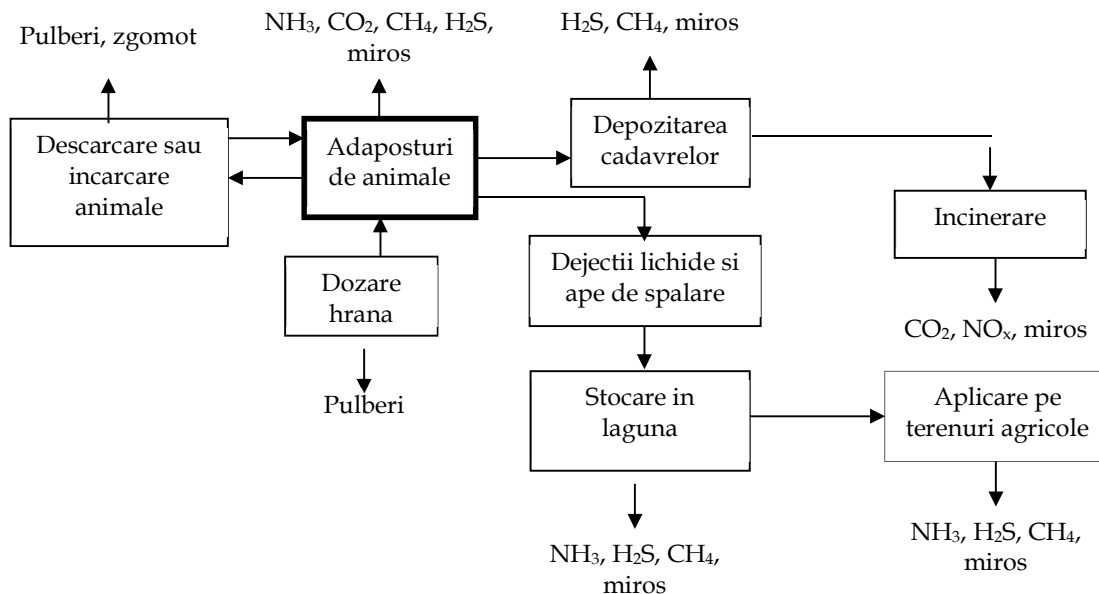 Pulberi, zgomot
NH₃, CO₂, CH₄, H₂S,
miros
H₂S, CH₄, miros
Descarcare sau
incarcare
animale
Adaposturi
de animale
Depozitarea
cadavrelor
Incinerare
Dozare
hrana
Dejectii lichide si
ape de spalare
CO₂, NOₓ, miros
Pulberi
Stocare in
laguna
Aplicare pe
terenuri agricole
NH₃, H₂S, CH₄,
miros
NH₃, H₂S, CH₄,
miros